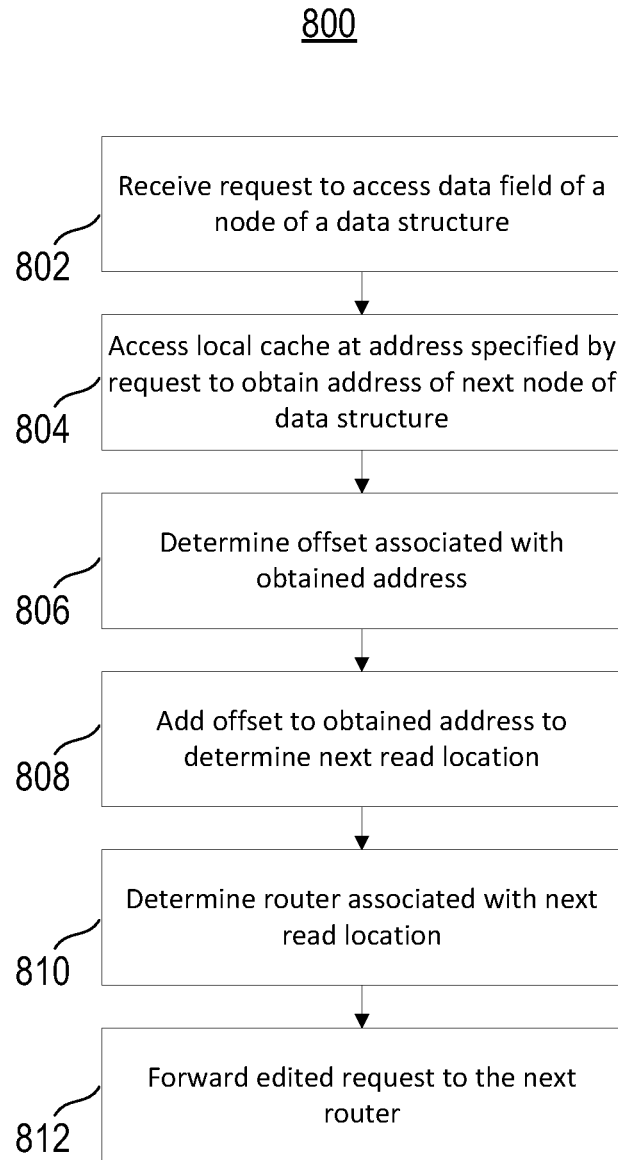 800
Receive request to access data field of a
node of a data structure
802
Access local cache at address specified by
request to obtain address of next node of
data structure
804
Determine offset associated with
obtained address
806
Add offset to obtained address to
determine next read location
808
Determine router associated with next
read location
810
Forward edited request to the next
router
812